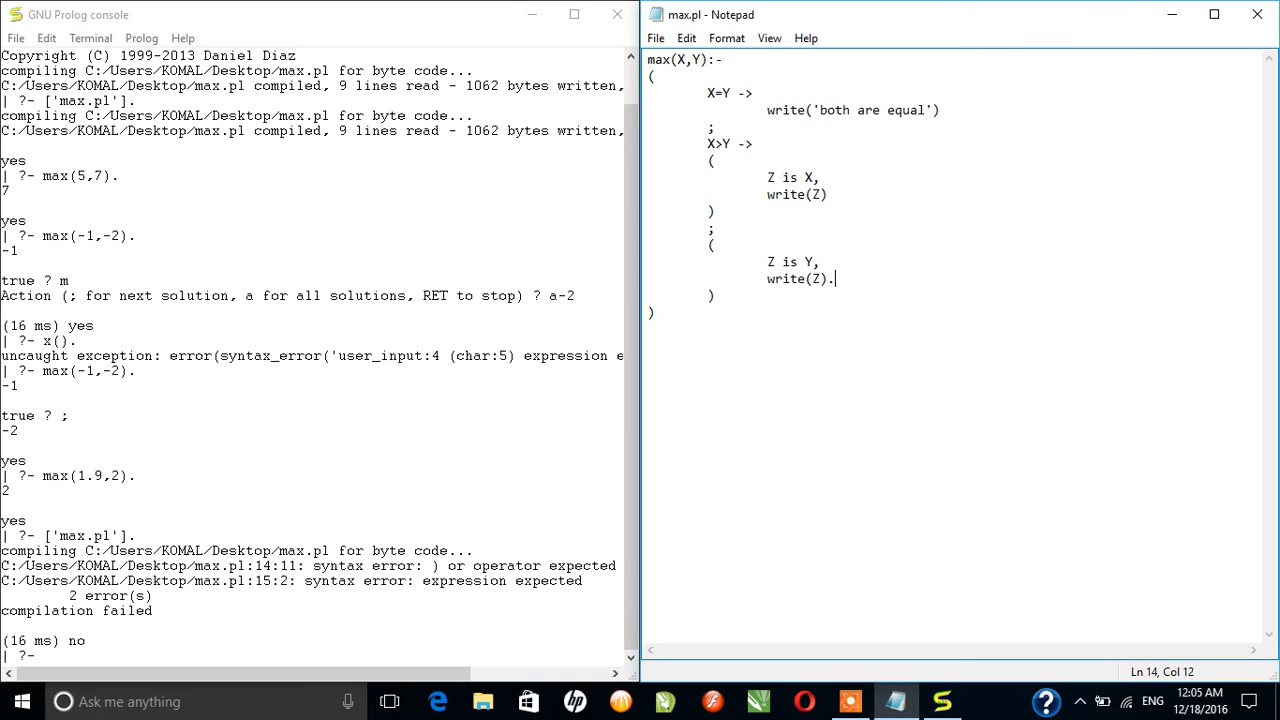 GNU Prolog console
File Edit Terminal Prolog Help
Copyright (C) 1999-2013 Daniel Diaz
compiling C:/Users/KOMAL/Desktop/max.pl for byte code...
C:/Users/KOMAL/Desktop/max.pl compiled, 9 lines read - 1062 bytes written,
| ?- ['max.pl'].
compiling C:/Users/KOMAL/Desktop/max.pl for byte code...
C:/Users/KOMAL/Desktop/max.pl compiled, 9 lines read - 1062 bytes written,
yes
| ?- max(5,7).
7
yes
| ?- max(-1,-2).
-1
true ? m
Action (; for next solution, a for all solutions, RET to stop) ? a-2
(16 ms) yes
| ?- x().
uncaught exception: error(syntax_error('user_input:4 (char:5) expression e
| ?- max(-1,-2).
-1
true ? ;
-2
yes
| ?- max(1.9,2).
2
yes
| ?- ['max.pl'].
compiling C:/Users/KOMAL/Desktop/max.pl for byte code...
C:/Users/KOMAL/Desktop/max.pl:14:11: syntax error: ) or operator expected
C:/Users/KOMAL/Desktop/max.pl:15:2: syntax error: expression expected
2 error(s)
compilation failed
(16 ms) no
| ?-
max.pl - Notepad
File Edit Format View Help
max(X,Y):-
(
X=Y ->
write('both are equal')
;
X>Y ->
(
Z is X,
write(Z)
)
;
(
Z is Y,
write(Z).
)
)
Ln 14, Col 12
Ask me anything
hp
ENG
12:05 AM
12/18/2016